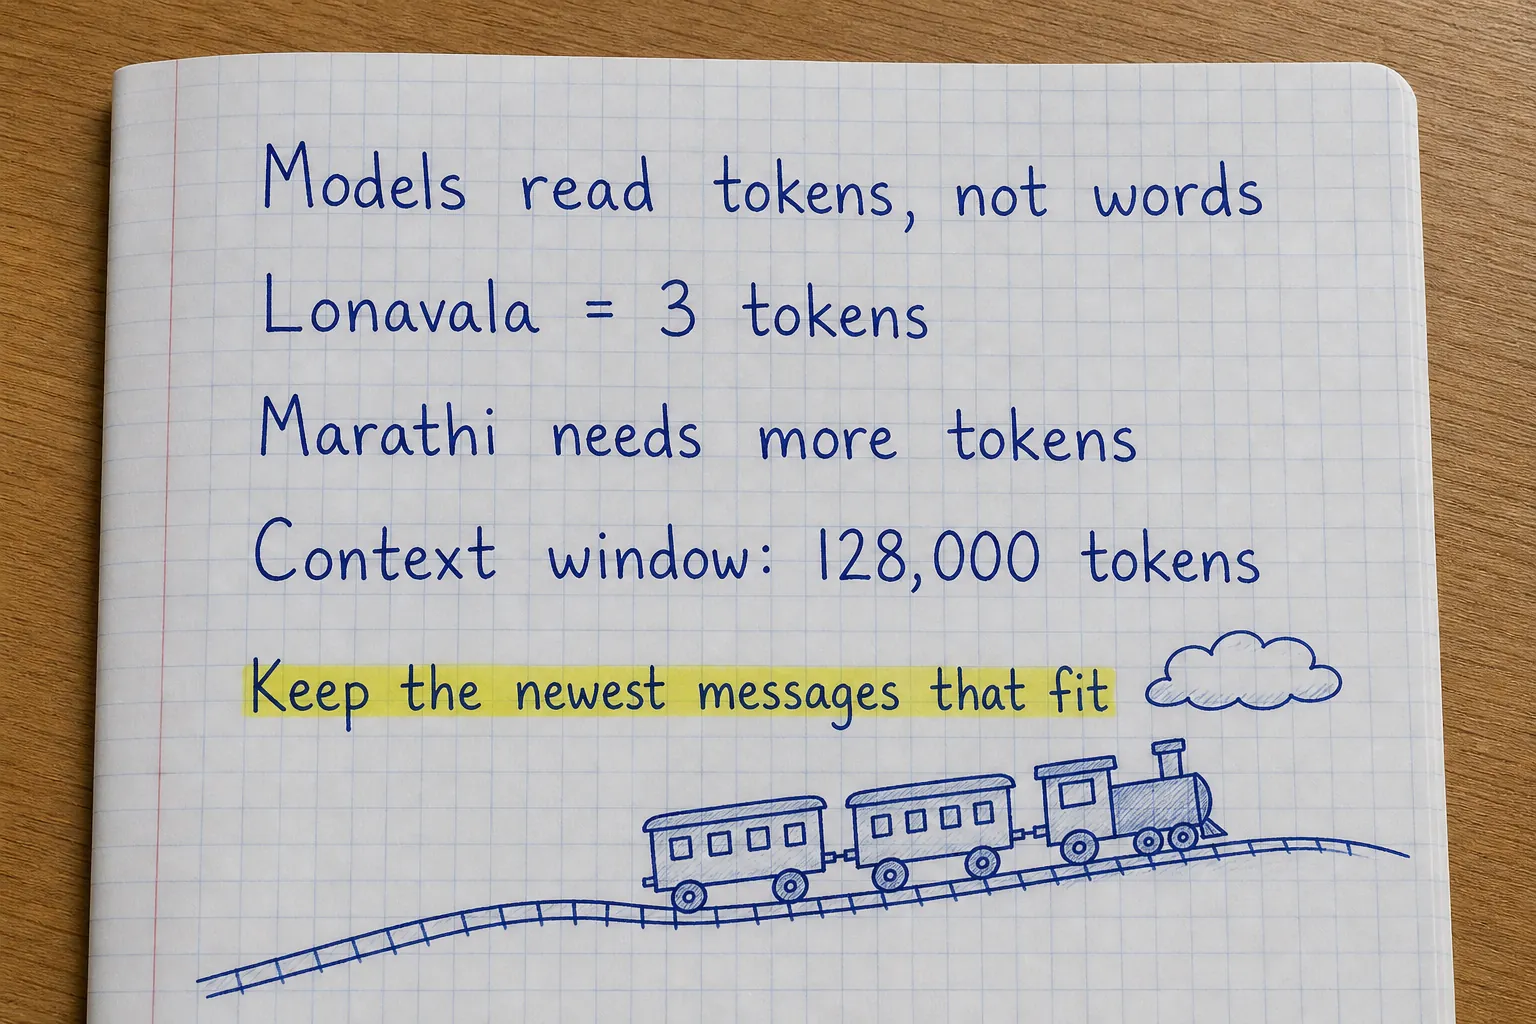 Models read tokens, not words
Lonavala = 3 tokens
Marathi needs more tokens
Context window: 128,000 tokens
Keep the newest messages that fit